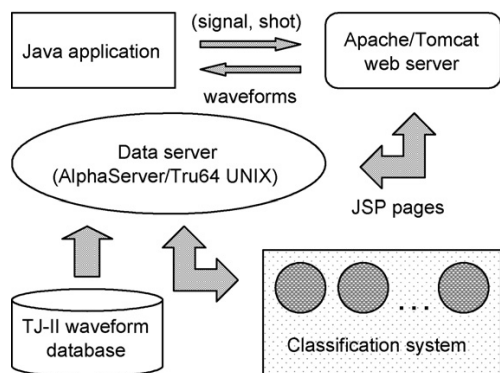 Java application
(signal, shot)
waveforms
Apache/Tomcat
web server
Data server
(AlphaServer/Tru64 UNIX)
JSP pages
TJ-II waveform
database
...
Classification system